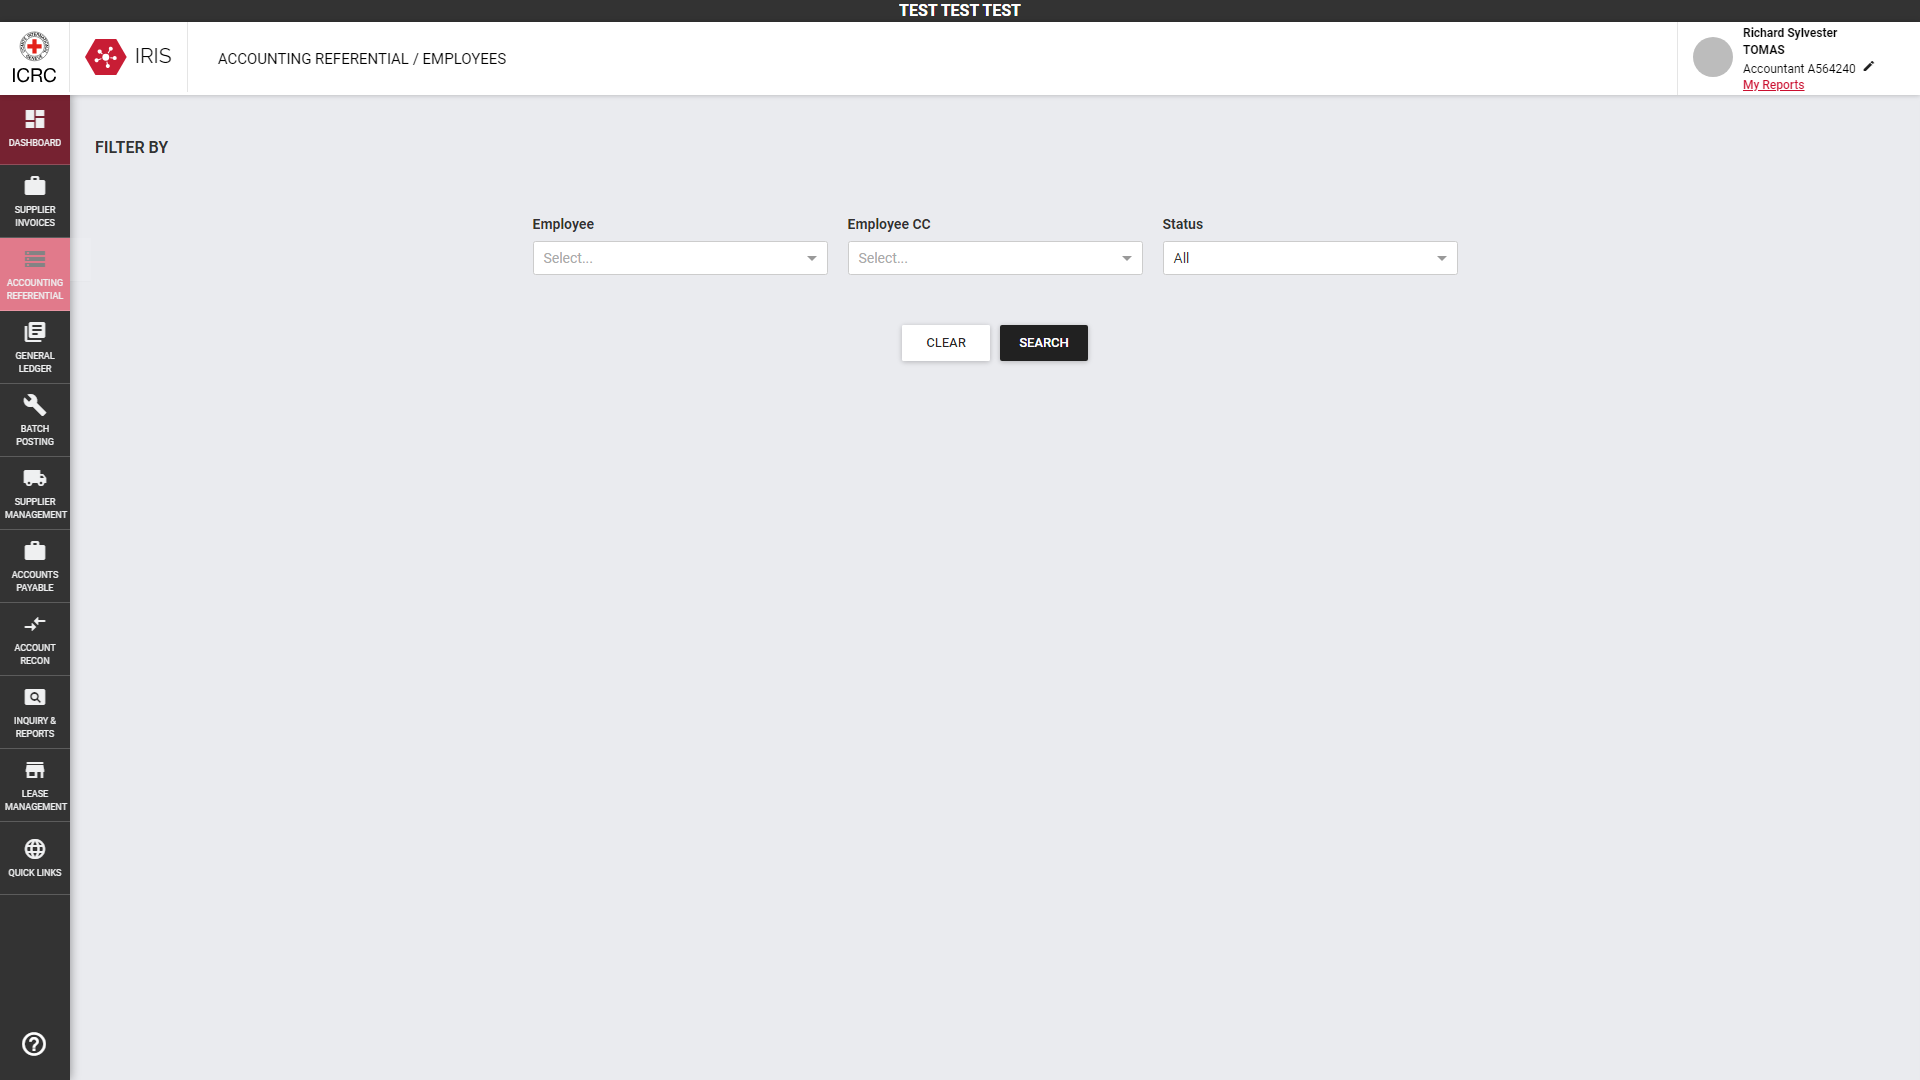 TEST TEST TEST
ICRC
IRIS
ACCOUNTING REFERENTIAL / EMPLOYEES
Richard Sylvester
TOMAS
Accountant A564240
My Reports
DASHBOARD
SUPPLIER
INVOICES
ACCOUNTING
REFERENTIAL
GENERAL
LEDGER
BATCH
POSTING
SUPPLIER
MANAGEMENT
ACCOUNTS
PAYABLE
ACCOUNT
RECON
INQUIRY &
REPORTS
LEASE
MANAGEMENT
QUICK LINKS
FILTER BY
Employee
Select...
Employee CC
Select...
Status
All
CLEAR
SEARCH